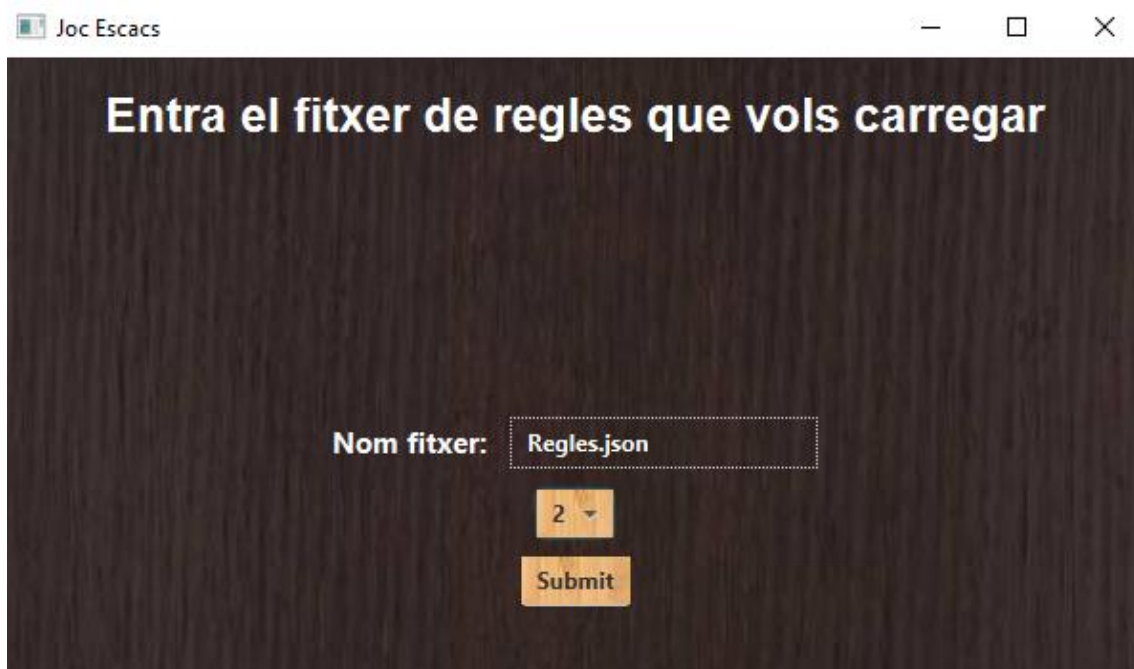 Joc Escacs
Entra el fitxer de regles que vols carregar
Nom fitxer: Regles.json
2
Submit